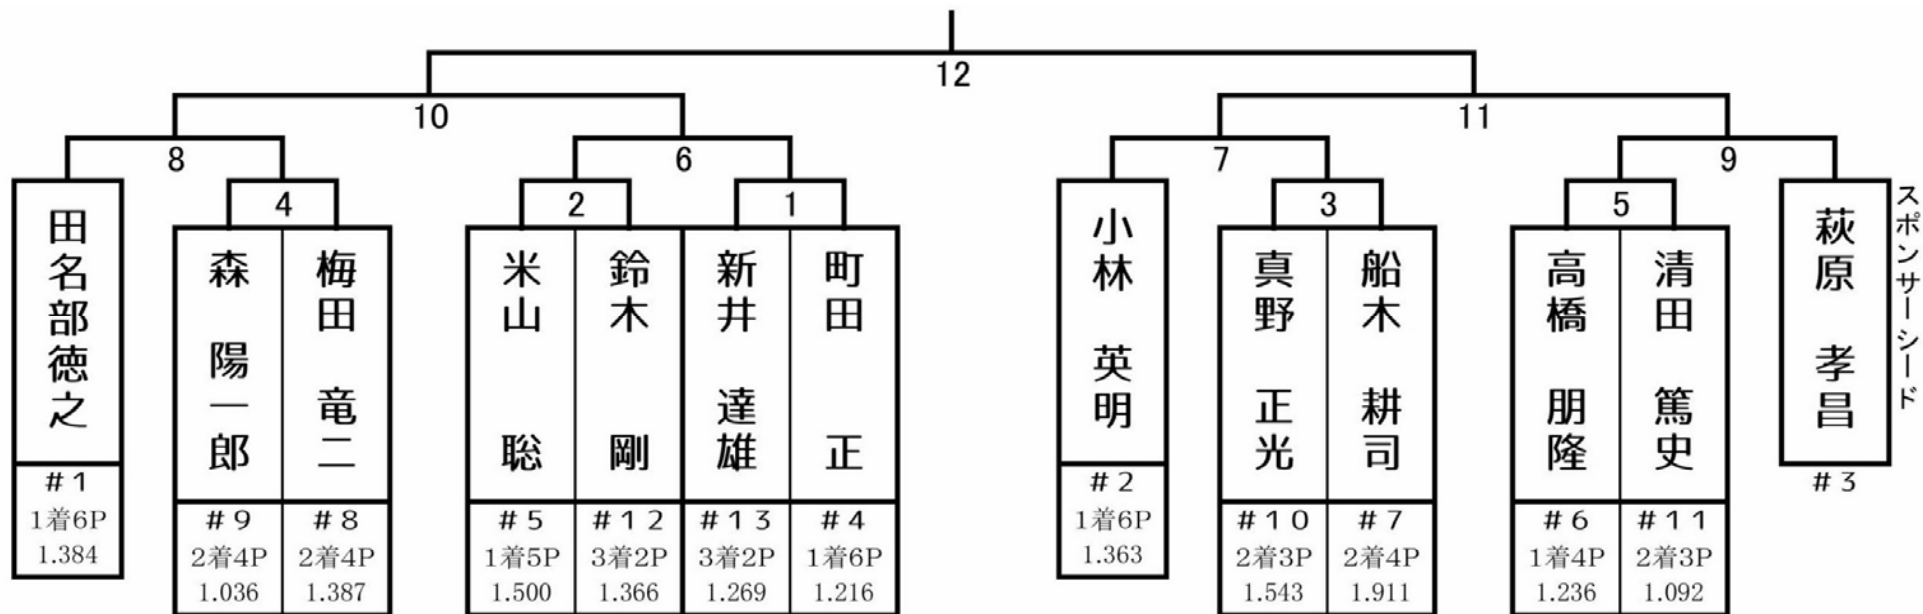 12
10
11
8
6
7
9
4
2
1
3
5
田名部徳之
#1
1着6P
1.384
森 陽一郎
#9
2着4P
1.036
梅田 竜二
#8
2着4P
1.387
米山 聡
#5
1着5P
1.500
鈴木 剛
#12
3着2P
1.366
新井 達雄
#13
3着2P
1.269
町田 正
#4
1着6P
1.216
小林 英明
#2
1着6P
1.363
真野 正光
#10
2着3P
1.543
船木 耕司
#7
2着4P
1.911
高橋 朋隆
#6
1着4P
1.236
清田 篤史
#11
2着3P
1.092
萩原 孝昌
#3
スポンサーシード